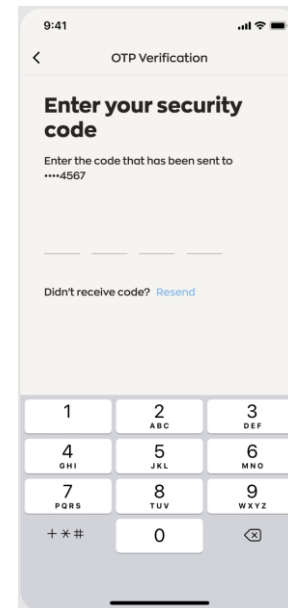 9:41
OTP Verification
Enter your security
code
Enter the code that has been sent to
••••4567
Didn't receive code? Resend
1 2 3
ABC DEF
4 5 6
GHI JKL MNO
7 8 9
PQRS TUV WXYZ
+*# 0